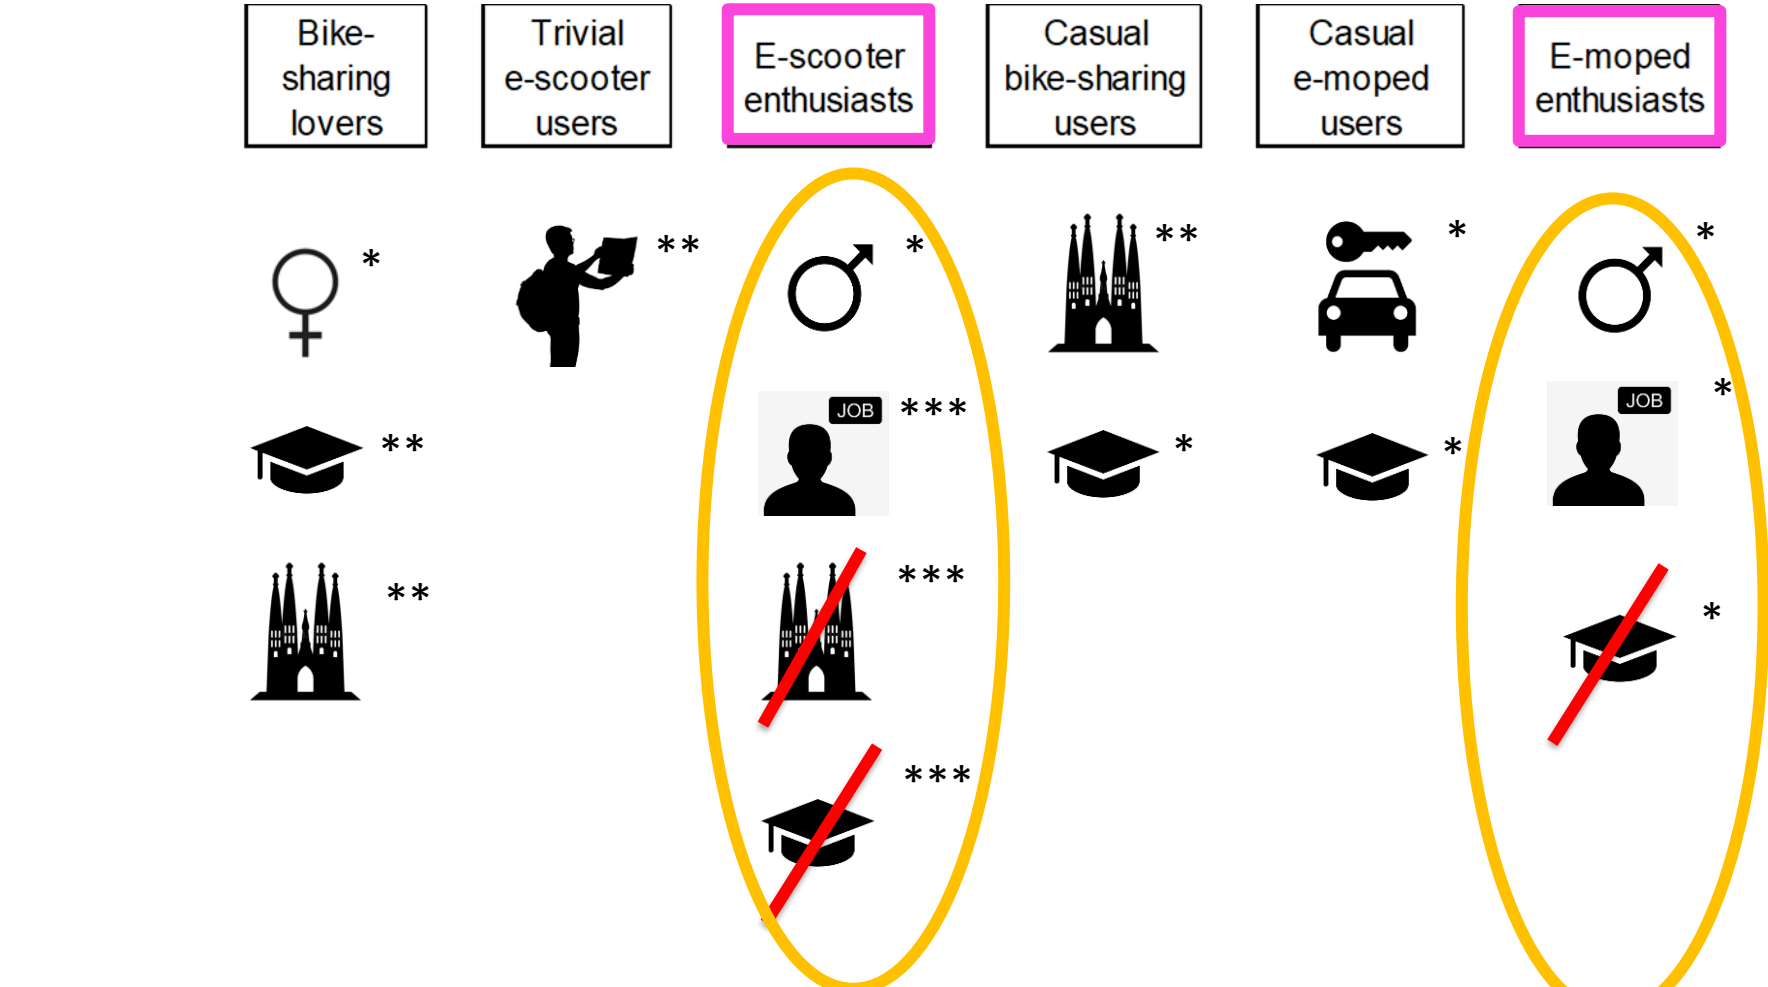 Bike-
sharing
lovers
Trivial
e-scooter
users
E-scooter
enthusiasts
Casual
bike-sharing
users
Casual
e-moped
users
E-moped
enthusiasts
*
**
*
**
*
*
**
JOB
***
*
*
JOB
*
**
***
*
***